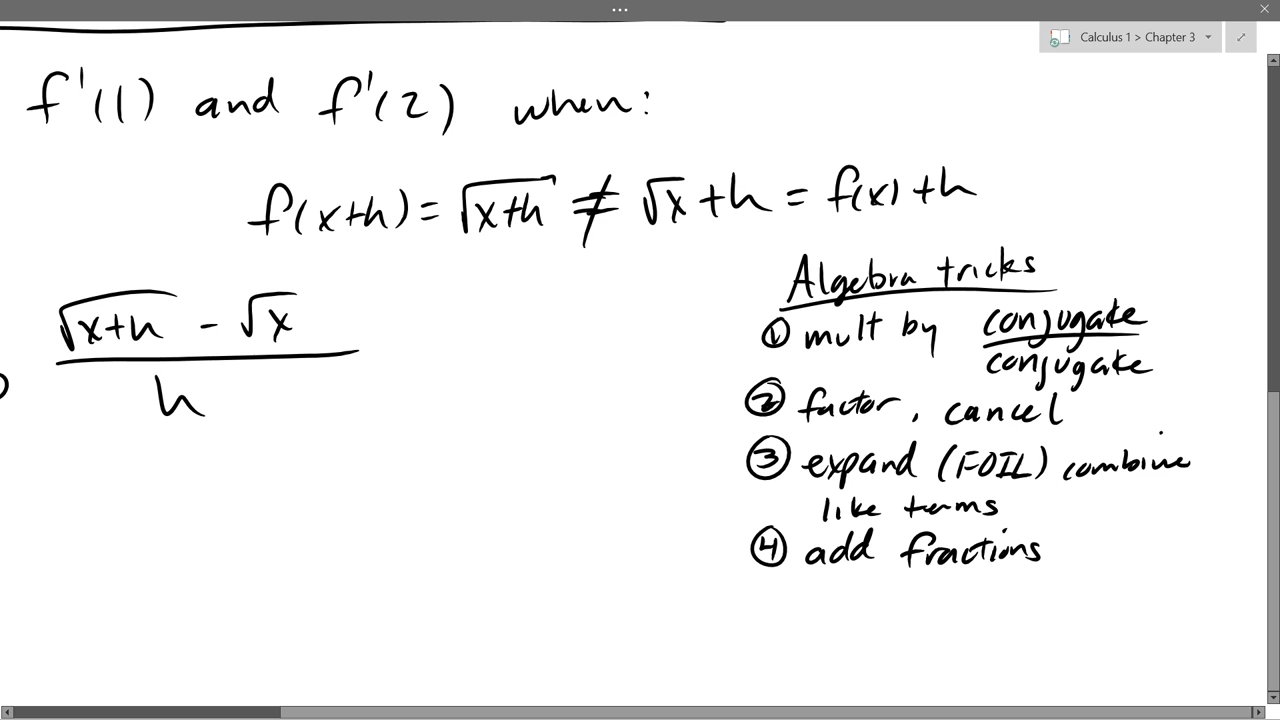 Calculus 1 > Chapter 3
f'(1) and f'(2) when:
f(x+h) = √x+h ≠ √x + h = f(x) + h
Algebra tricks
① mult by conjugate
conjugate
② factor, cancel
③ expand (FOIL) combine
like terms
④ add fractions
√x+h - √x
h